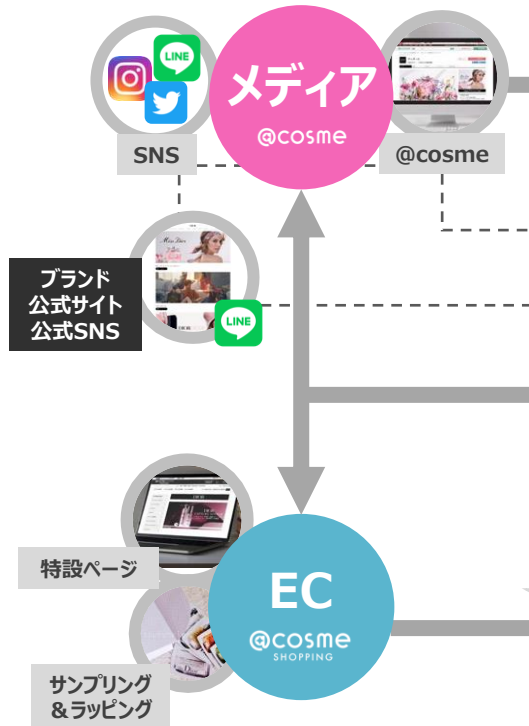 LINE
メディア
@cosme
SNS
@cosme
ブランド
公式サイト
公式SNS
LINE
特設ページ
EC
@cosme
SHOPPING
サンプリング
&ラッピング